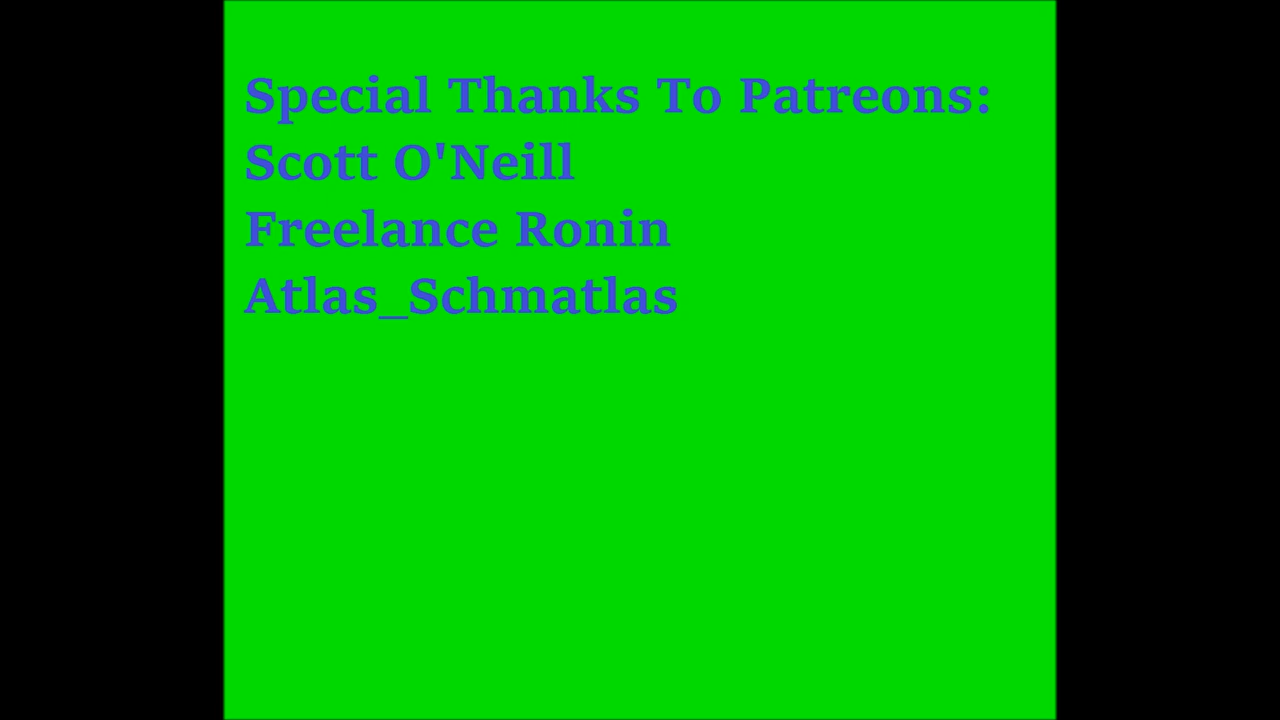 Special Thanks To Patreons:
Scott O'Neill
Freelance Ronin
Atlas_Schmatlas